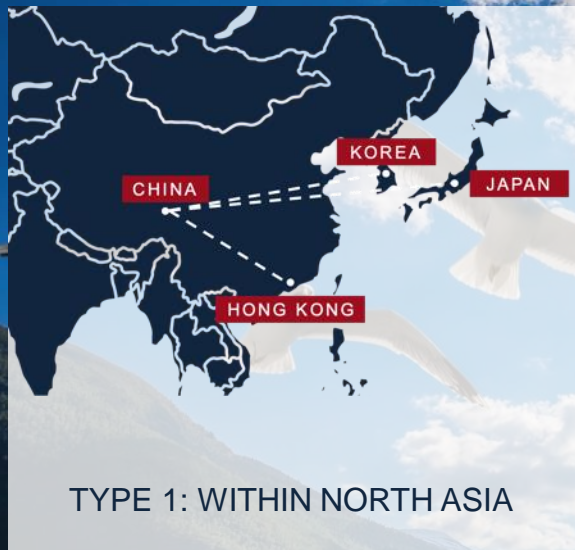 KOREA
CHINA
JAPAN
HONG KONG
TYPE 1: WITHIN NORTH ASIA